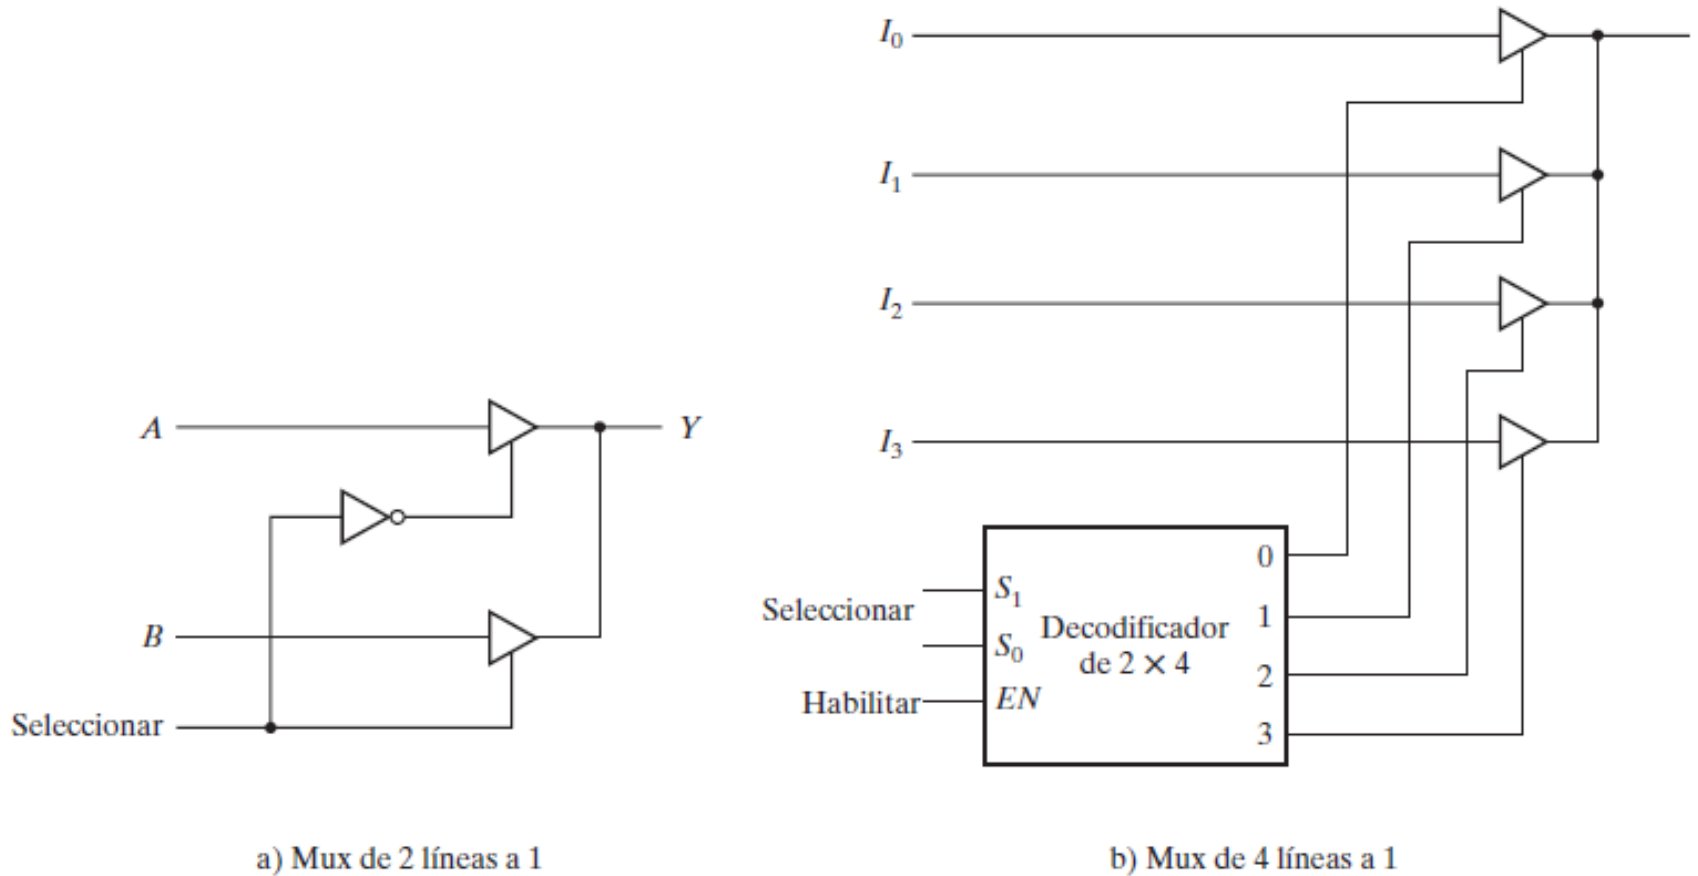 A
Y
B
Seleccionar
a) Mux de 2 líneas a 1
I₀
I₁
I₂
I₃
Seleccionar
Habilitar
S₁
S₀
EN
Decodificador
de 2 × 4
0
1
2
3
b) Mux de 4 líneas a 1